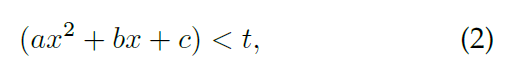 (ax² + bx + c) < t, (2)